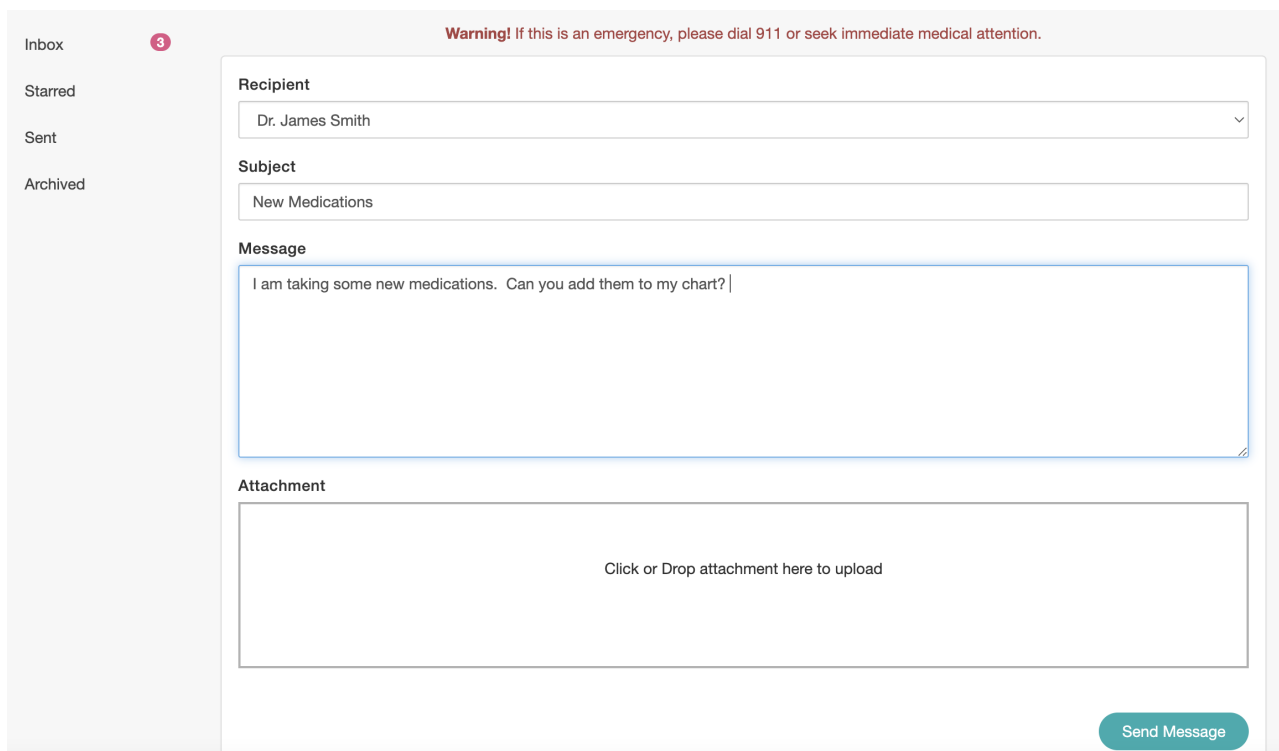 Inbox 3
Starred
Sent
Archived
Warning! If this is an emergency, please dial 911 or seek immediate medical attention.
Recipient
Dr. James Smith
Subject
New Medications
Message
I am taking some new medications.  Can you add them to my chart?
Attachment
Click or Drop attachment here to upload
Send Message